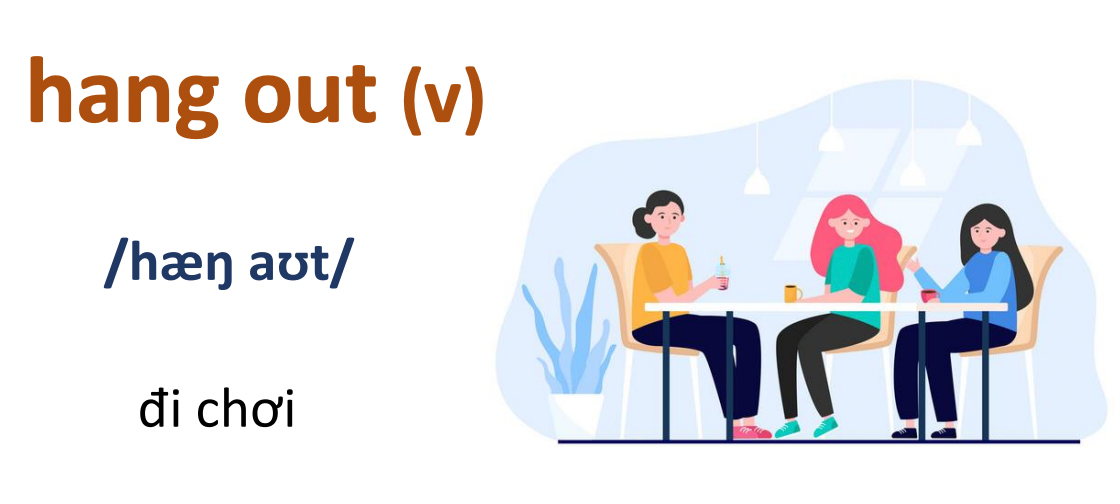 hang out (v)
/hæŋ aʊt/
đi chơi